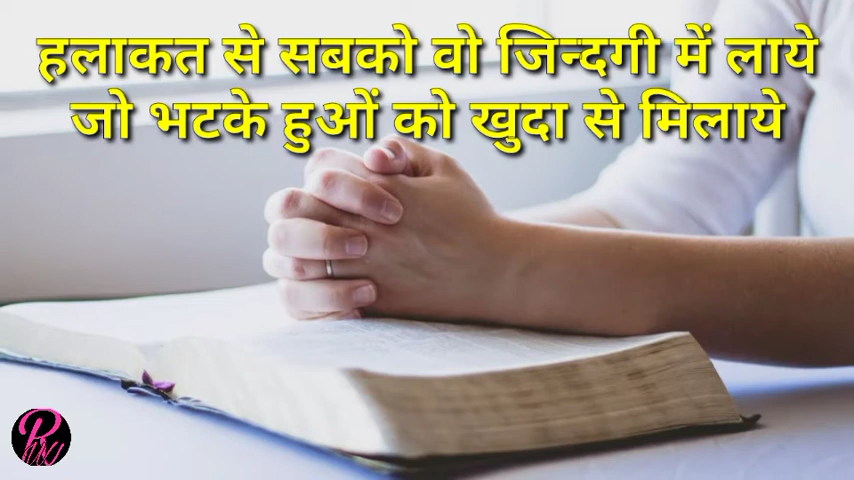 हलाकत से सबको वो जिन्दगी में लाये
जो भटके हुओं को खुदा से मिलाये